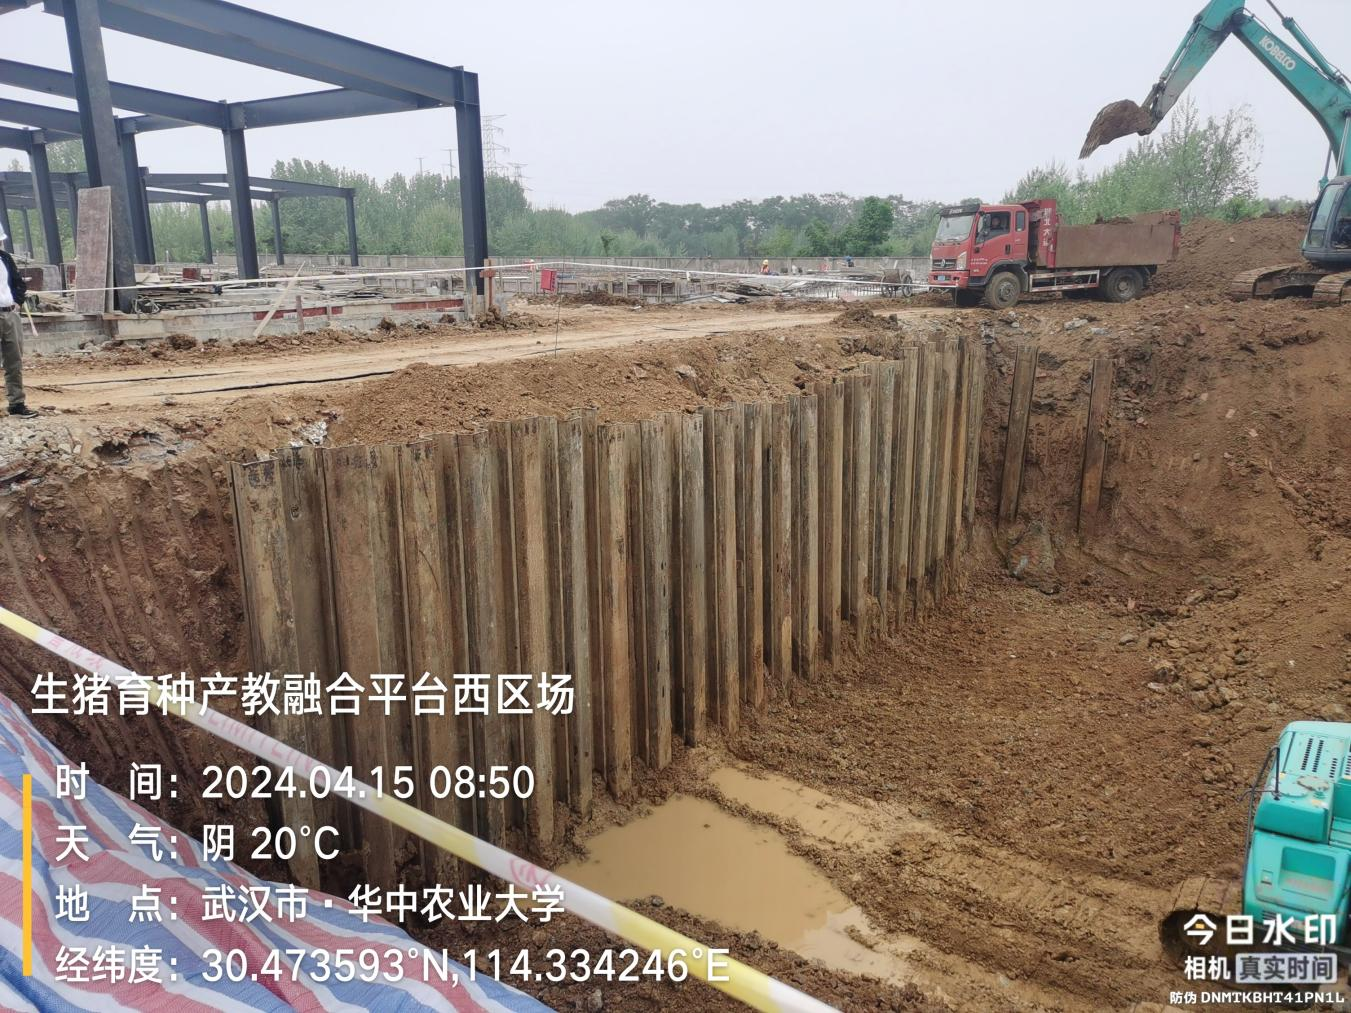 KOBELCO
生猪育种产教融合平台西区场
时 间：2024.04.15 08:50
天 气：阴 20°C
地 点：武汉市·华中农业大学
经纬度：30.473593°N,114.334246°E
今日水印
相机 真实时间
防伪 DNMTKBHT41PN1L